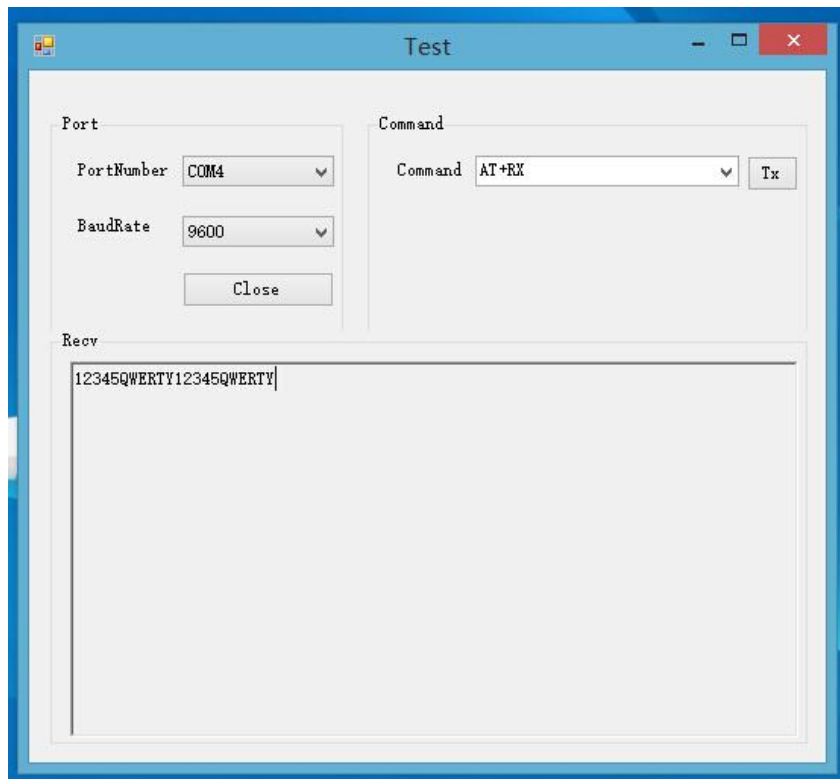 Test
Port
PortNumber COM4
BaudRate 9600
Close
Command
Command AT+RX Tx
Recv
12345QWERTY12345QWERTY